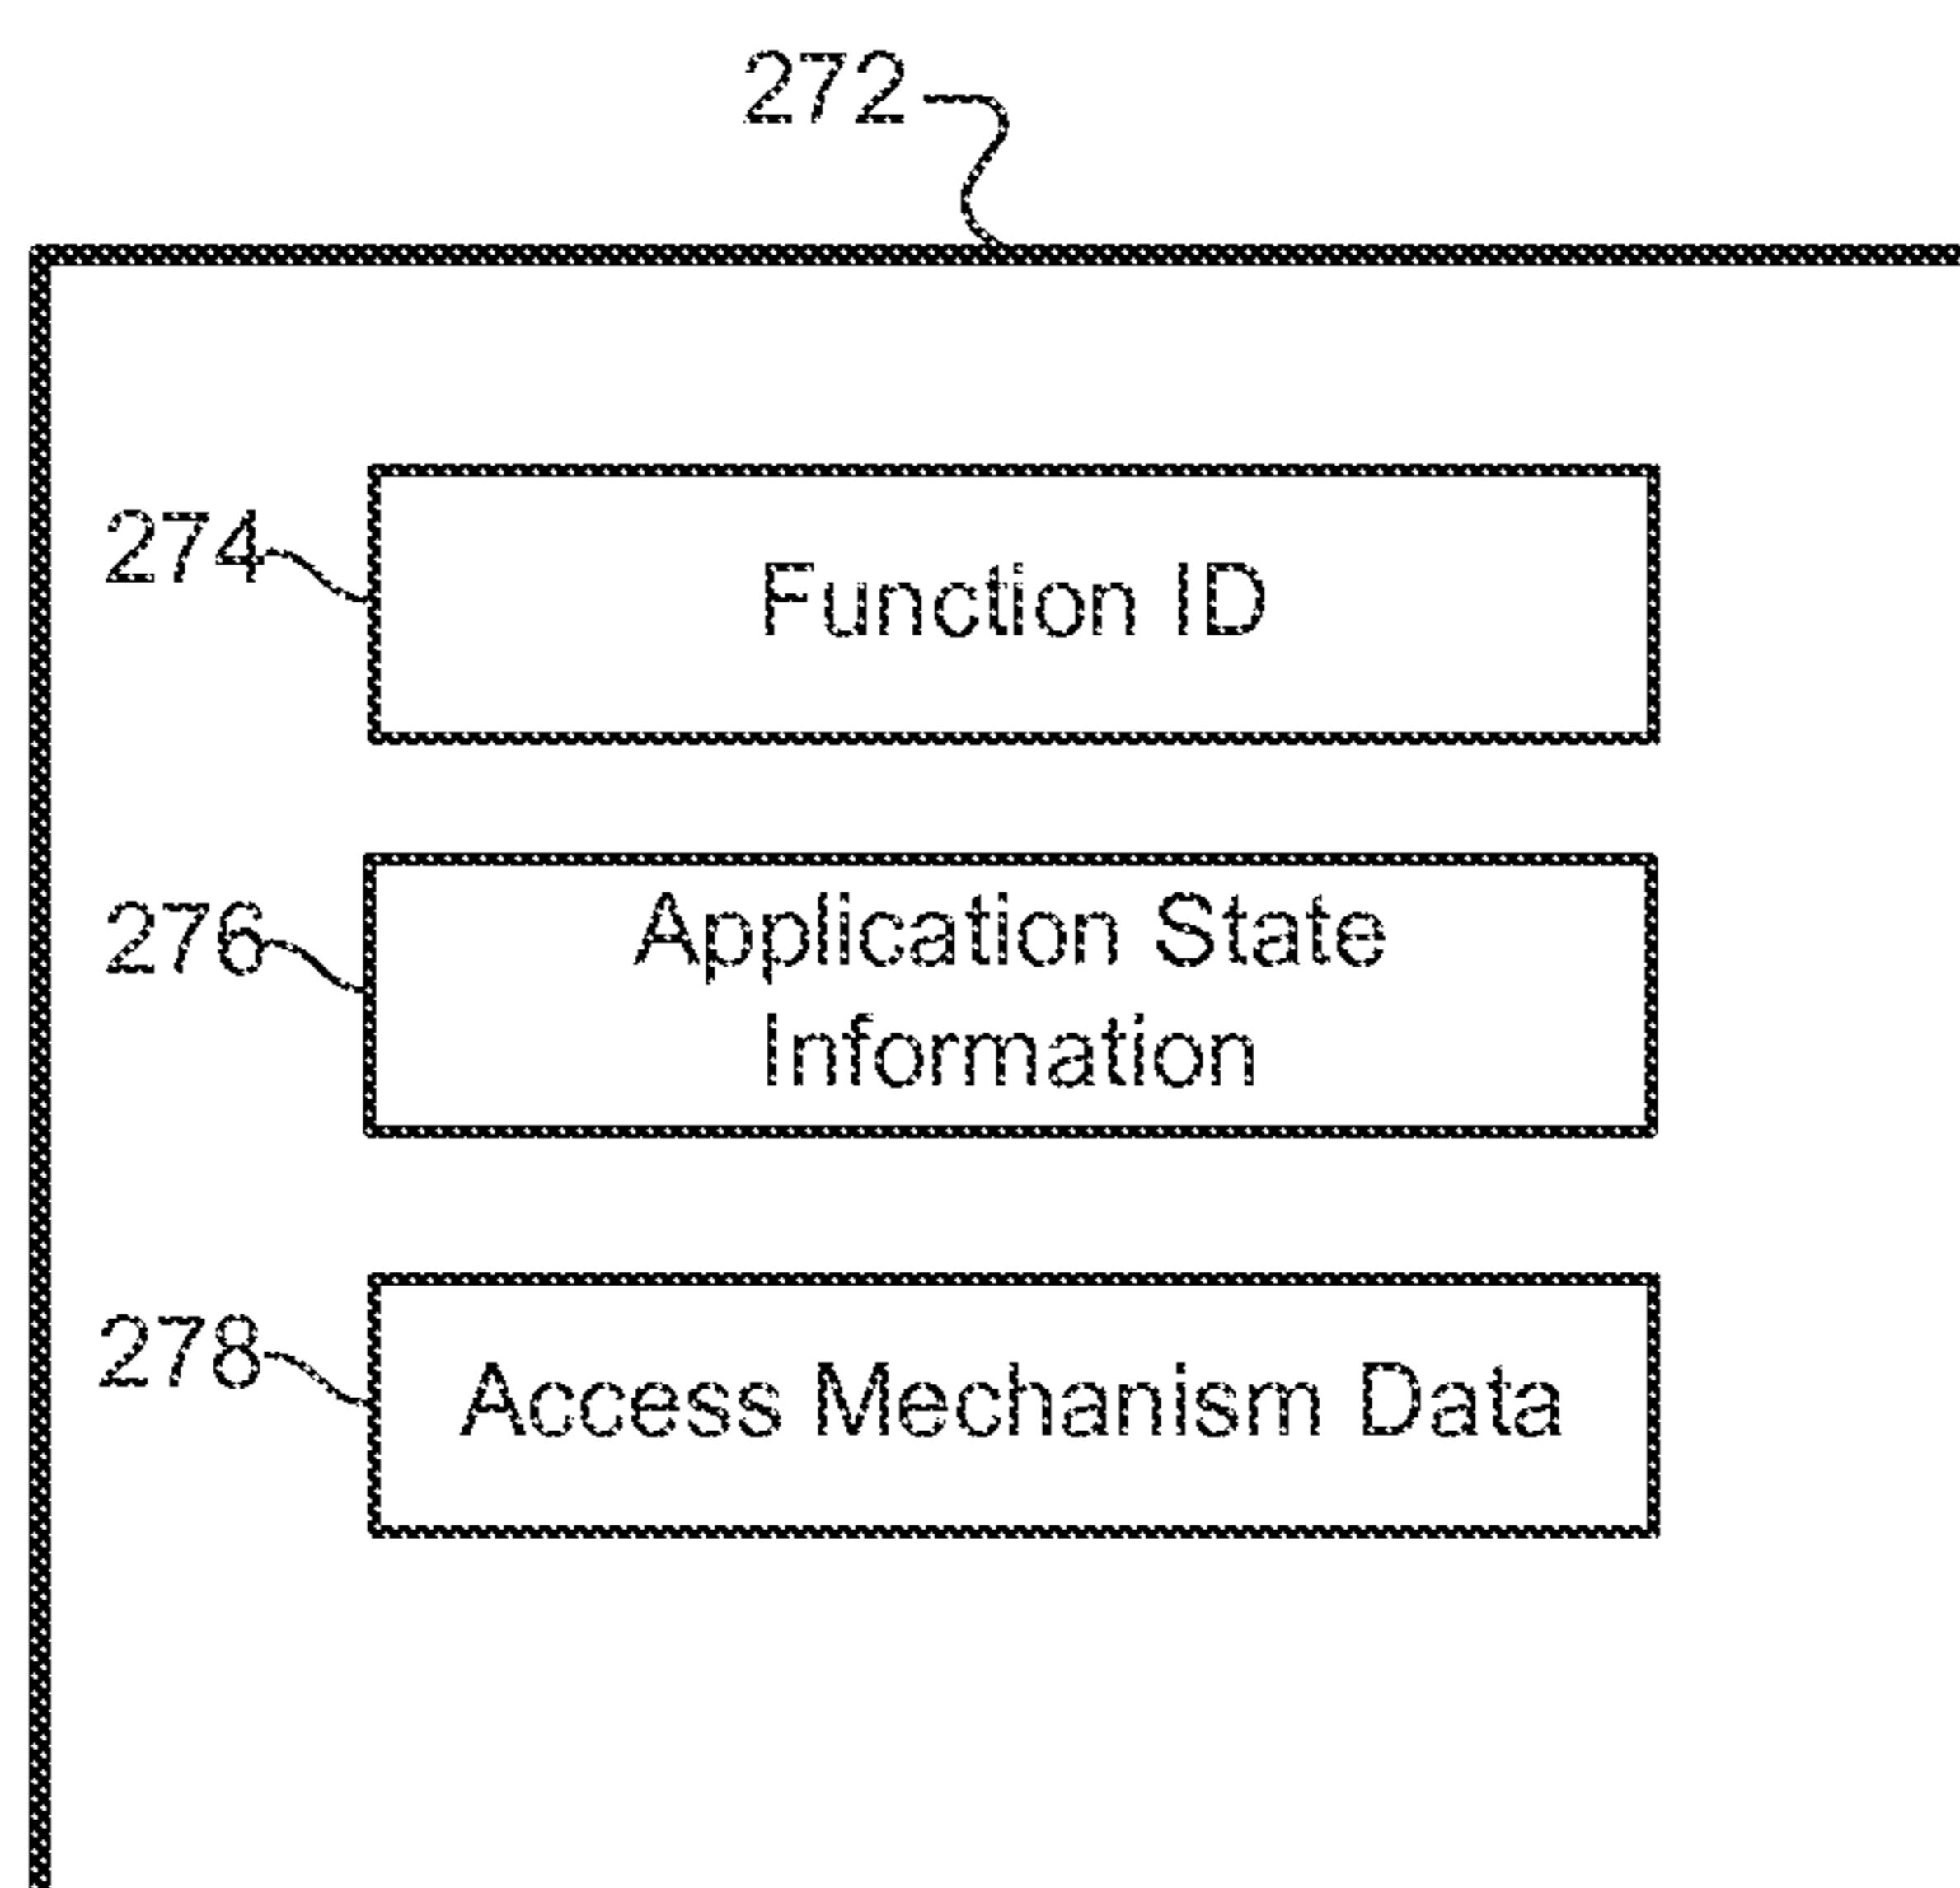 272
274
Function ID
276
Application State
Information
278
Access Mechanism Data